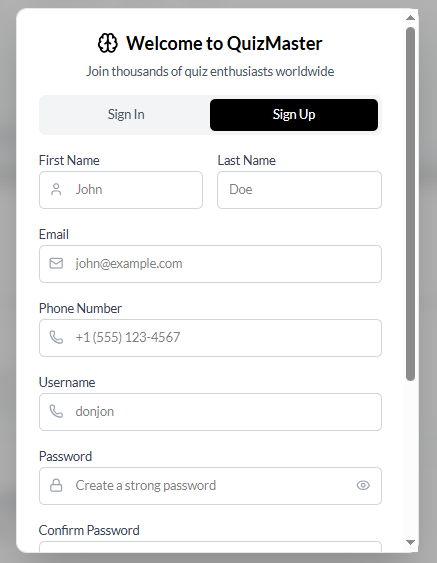 Welcome to QuizMaster
Join thousands of quiz enthusiasts worldwide
Sign In
Sign Up
First Name
Last Name
John
Doe
Email
john@example.com
Phone Number
+1 (555) 123-4567
Username
donjon
Password
Create a strong password
Confirm Password